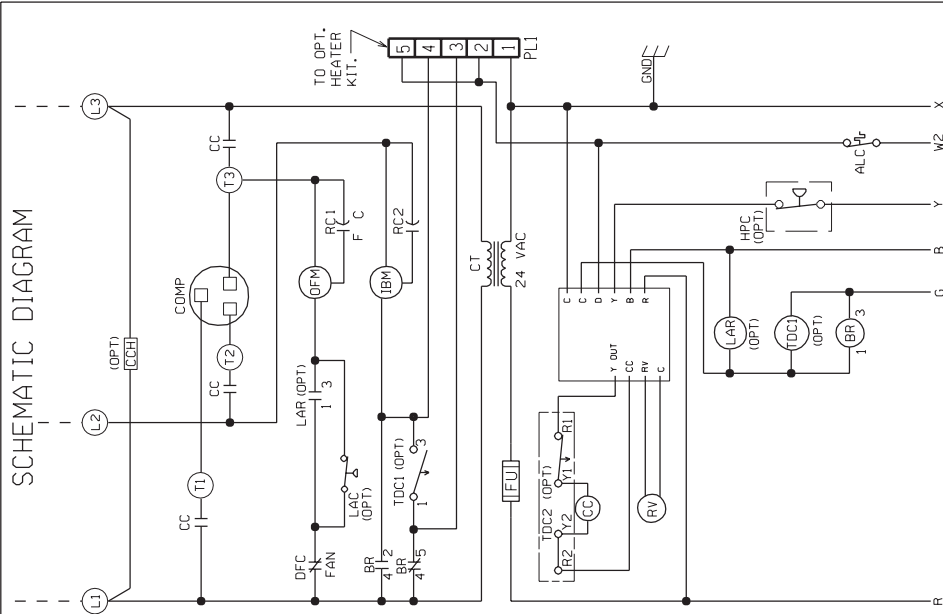 SCHEMATIC DIAGRAM
L1
L2
L3
(OPT)
CCH
CC
T1
COMP
CC
T2
T3
CC
DFC
FAN
LAR (OPT)
1 3
LAC
(OPT)
OFM
RC1
F C
BR
4 2
IBM
RC2
BR
4 5
TDC1 (OPT)
1 3
TO OPT.
HEATER
KIT.
5
4
3
2
1
PL1
CT
24 VAC
FU
GND
TDC2 (OPT)
R2
Y2
Y1
R1
CC
RV
Y OUT
CC
RV
C
C
C
D
Y
B
R
LAR
(OPT)
TDC1
(OPT)
BR
1 3
HPC
(OPT)
ALC
R
G
B
Y
W2
X